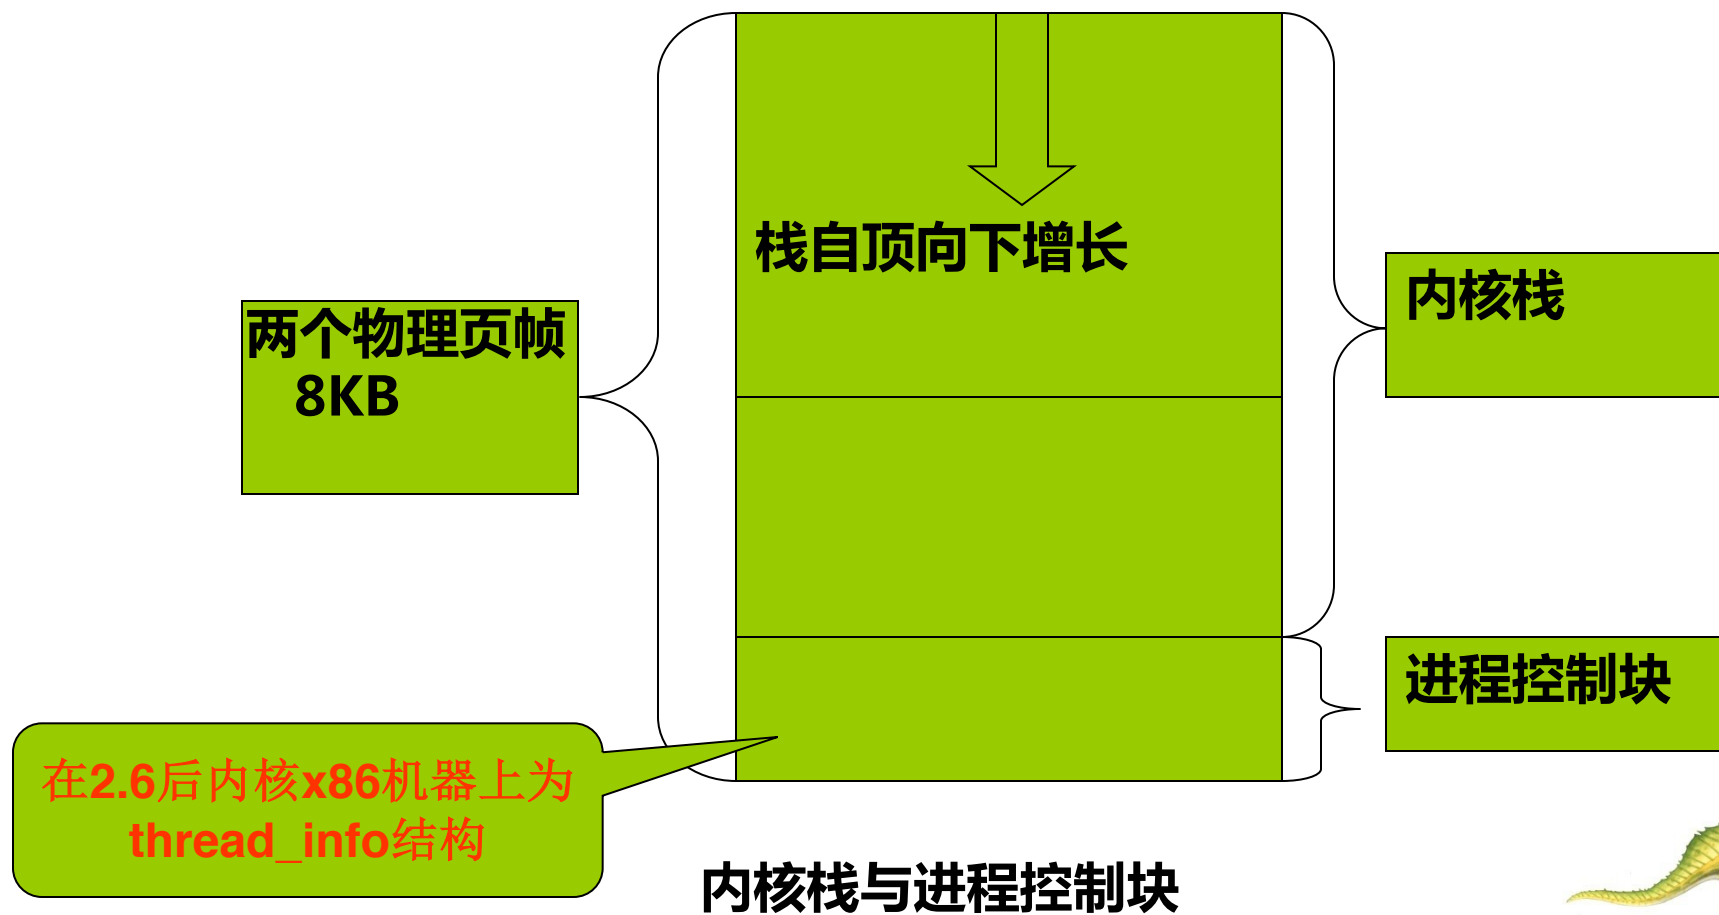 栈自顶向下增长
两个物理页帧
8KB
内核栈
进程控制块
在2.6后内核x86机器上为
thread_info结构
内核栈与进程控制块